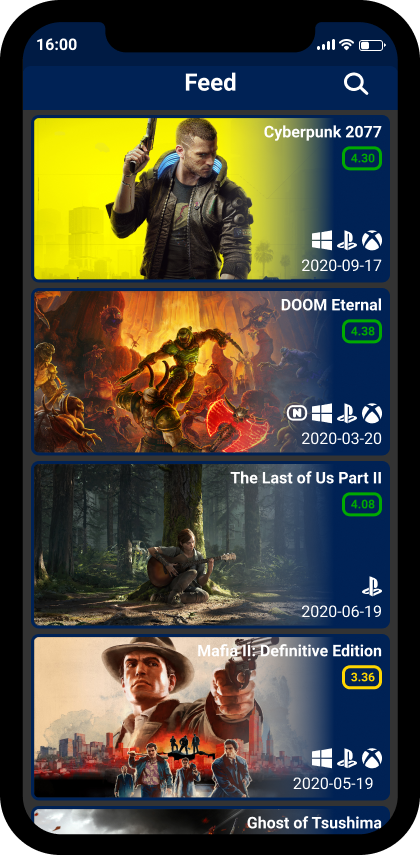 16:00
Feed
Cyberpunk 2077
4.30
2020-09-17
DOOM Eternal
4.38
N
2020-03-20
The Last of Us Part II
4.08
2020-06-19
Mafia II: Definitive Edition
3.36
2020-05-19
Ghost of Tsushima